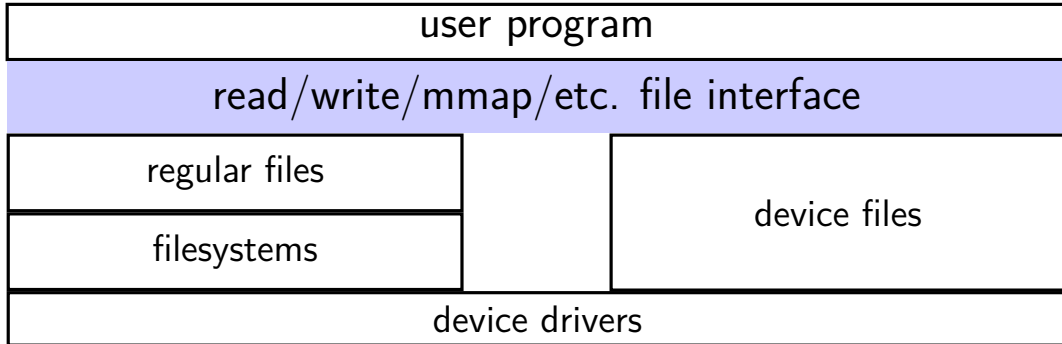 user program
read/write/mmap/etc. file interface
regular files
device files
filesystems
device drivers